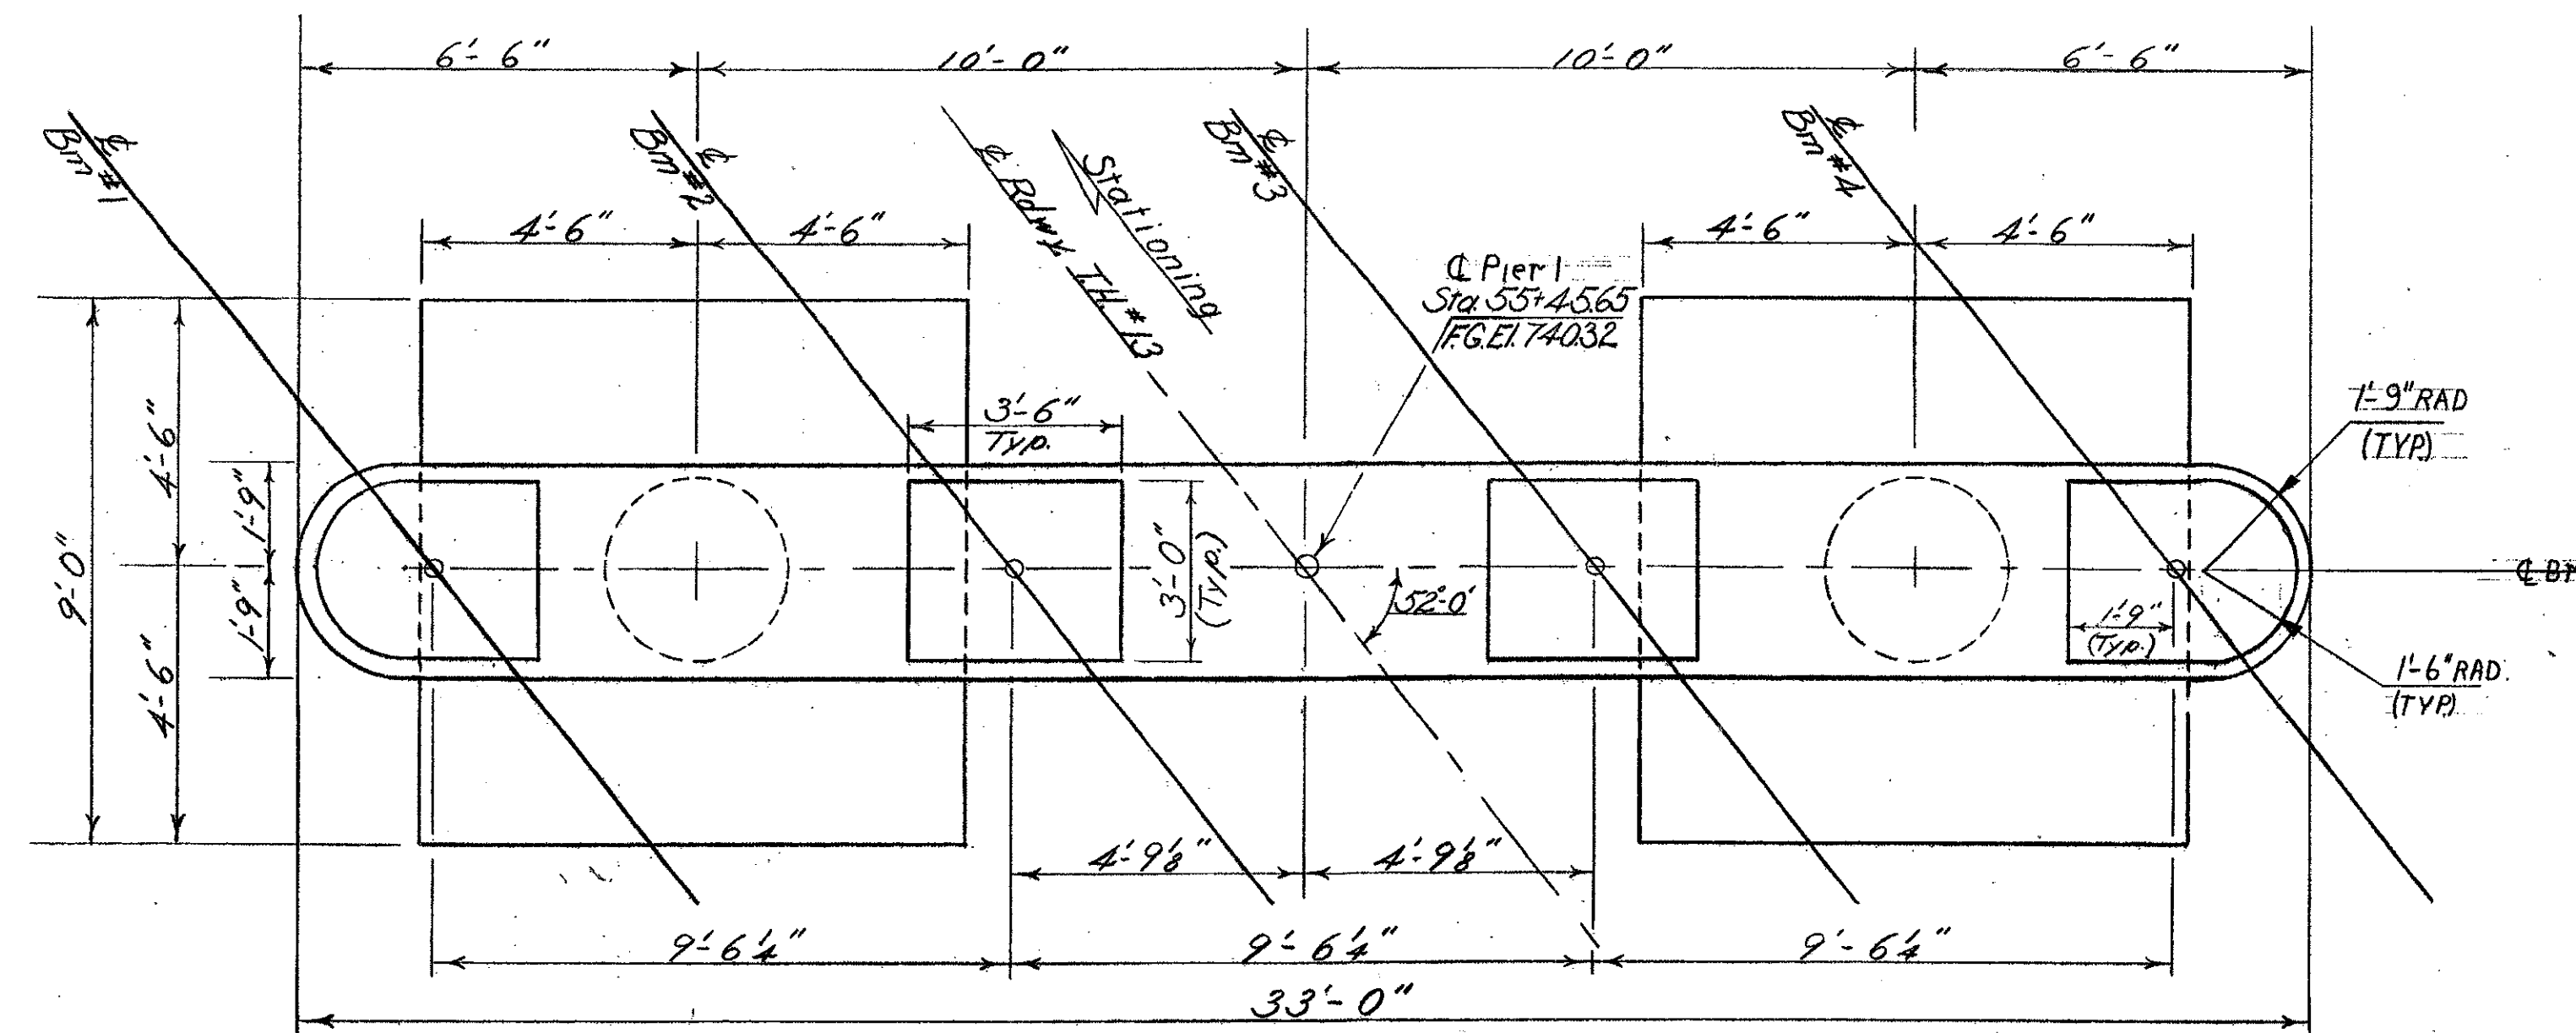 6'-6"
10'-0"
10'-0"
6'-6"
℄
Bm #1
℄
Bm #2
℄ Rdwy. T.H. #13
Stationing
℄
Bm #3
℄
Bm #4
4'-6"
4'-6"
4'-6"
4'-6"
℄ Pier 1
Sta. 55+45.65
F.G. El. 740.32
1'-9" RAD
(TYP.)
3'-6"
Typ.
9'-0"
4'-6"
4'-6"
1'-9"
1'-9"
3'-0"
(Typ.)
52°-0'
1'-9"
(Typ.)
℄ Br
1'-6" RAD.
(TYP.)
4'-9⅛"
4'-9⅛"
9'-6¼"
9'-6¼"
9'-6¼"
33'-0"